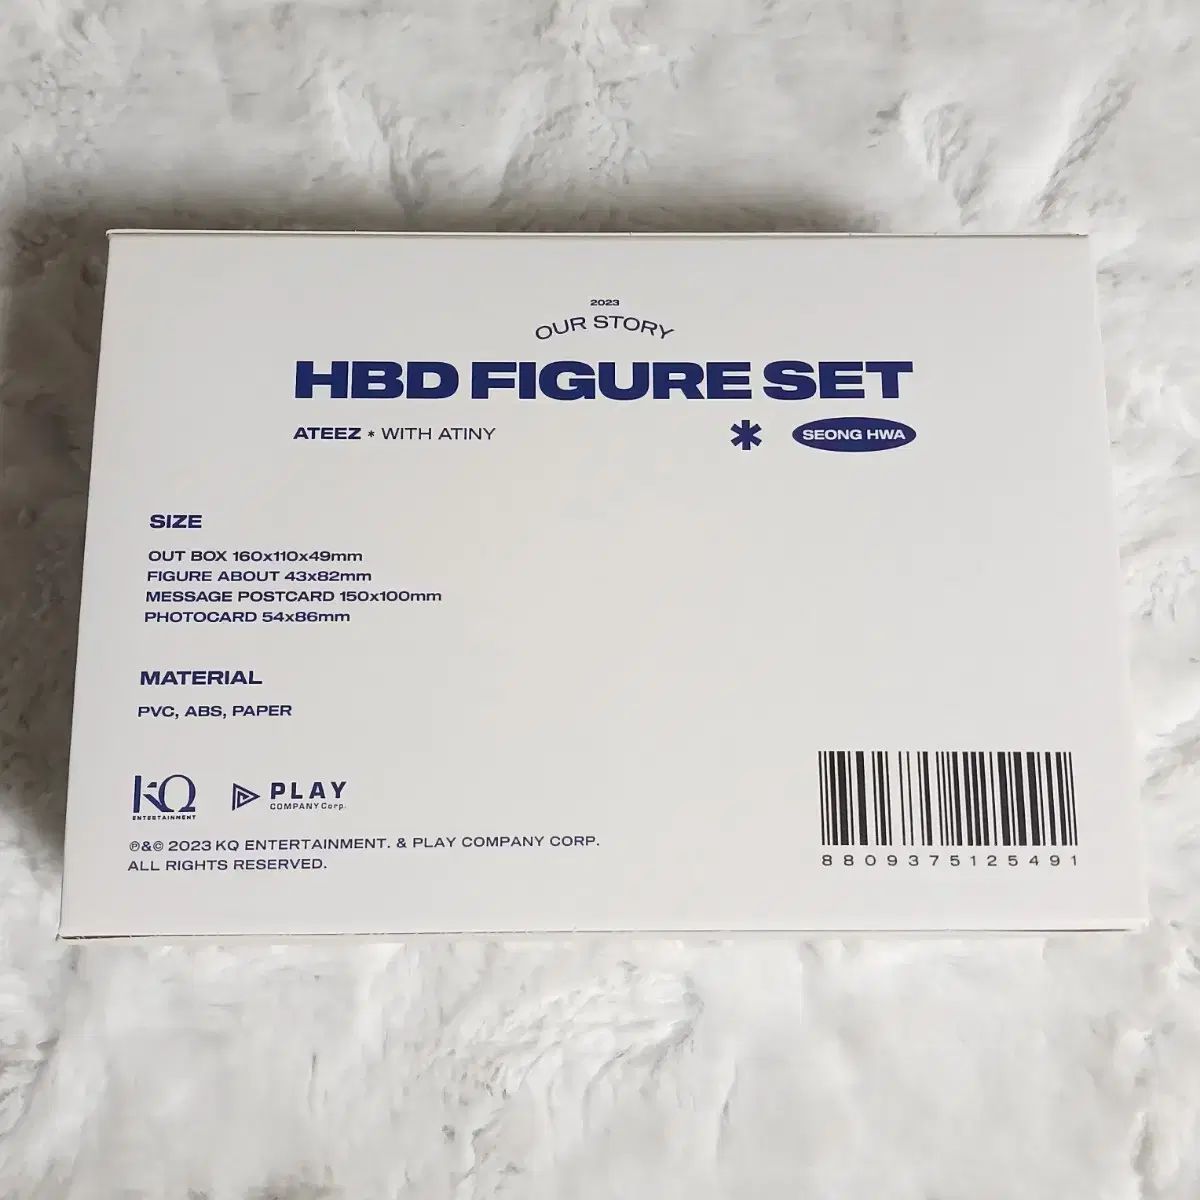 2023
OUR STORY
HBD FIGURE SET
ATEEZ * WITH ATINY
* SEONG HWA
SIZE
OUT BOX 160x110x49mm
FIGURE ABOUT 43x82mm
MESSAGE POSTCARD 150x100mm
PHOTOCARD 54x86mm
MATERIAL
PVC, ABS, PAPER
KQ
ENTERTAINMENT
PLAY
COMPANY Corp.
℗&© 2023 KQ ENTERTAINMENT. & PLAY COMPANY CORP.
ALL RIGHTS RESERVED.
8809375125491